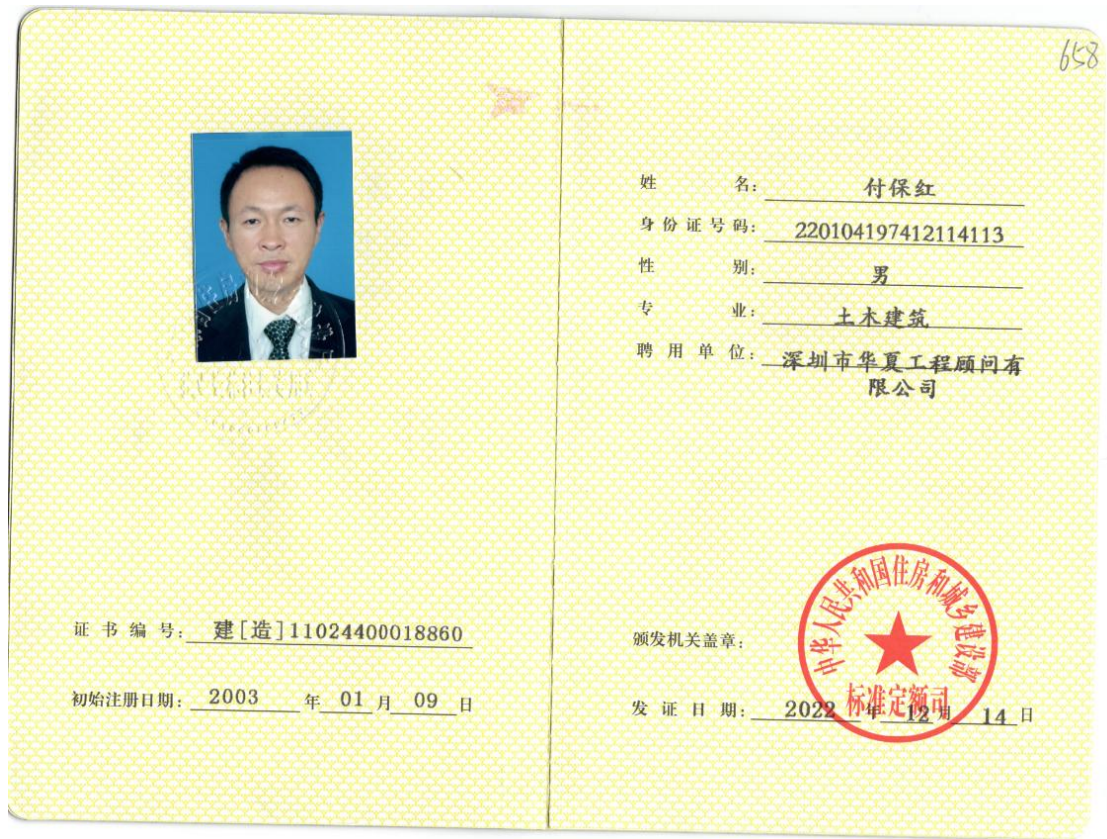 658
姓名：付保红
身份证号码：220104197412114113
性别：男
专业：土木建筑
聘用单位：深圳市华夏工程顾问有
限公司
证书编号：建[造]11024400018860
初始注册日期：2003年01月09日
颁发机关盖章：
中华人民共和国住房和城乡建设部
标准定额司
发证日期：2022年12月14日